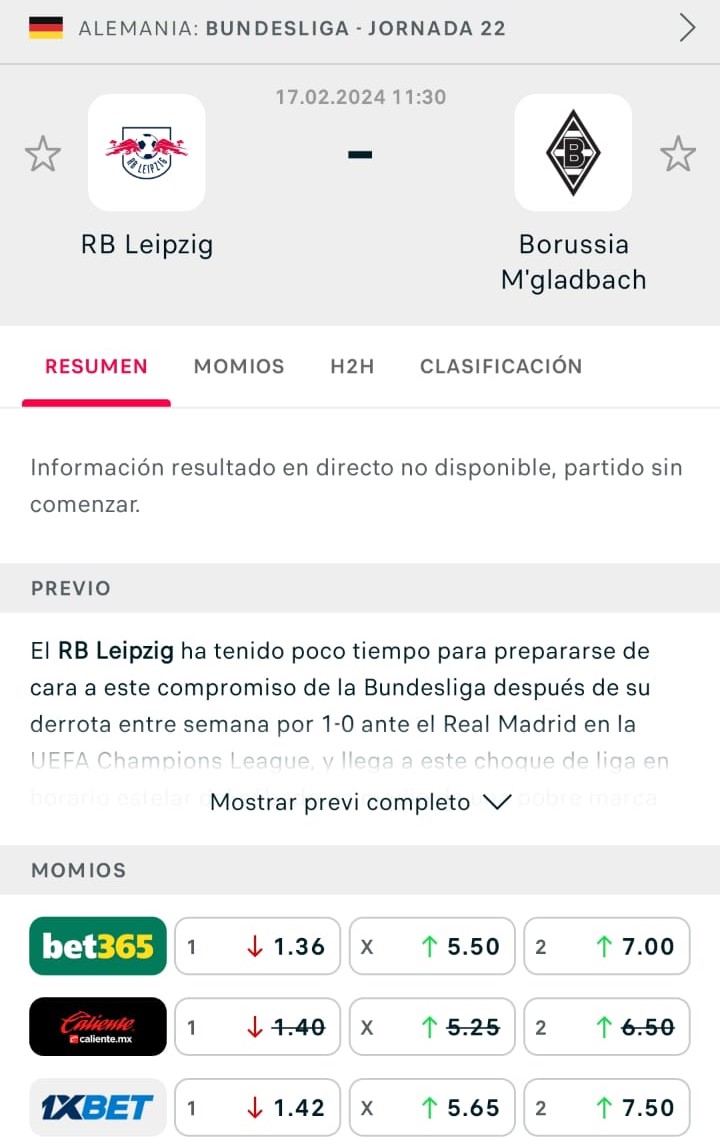 ALEMANIA: BUNDESLIGA - JORNADA 22
17.02.2024 11:30
RB LEIPZIG
B
-
RB Leipzig
Borussia
M'gladbach
RESUMEN MOMIOS H2H CLASIFICACIÓN
Información resultado en directo no disponible, partido sin
comenzar.
PREVIO
El RB Leipzig ha tenido poco tiempo para prepararse de
cara a este compromiso de la Bundesliga después de su
derrota entre semana por 1-0 ante el Real Madrid en la
UEFA Champions League, y llega a este choque de liga en
horario estelar
pobre marca
Mostrar previ completo
MOMIOS
bet365 1 ↓ 1.36 X ↑ 5.50 2 ↑ 7.00
Caliente caliente.mx 1 ↓ 1.40 X ↑ 5.25 2 ↑ 6.50
1XBET 1 ↓ 1.42 X ↑ 5.65 2 ↑ 7.50